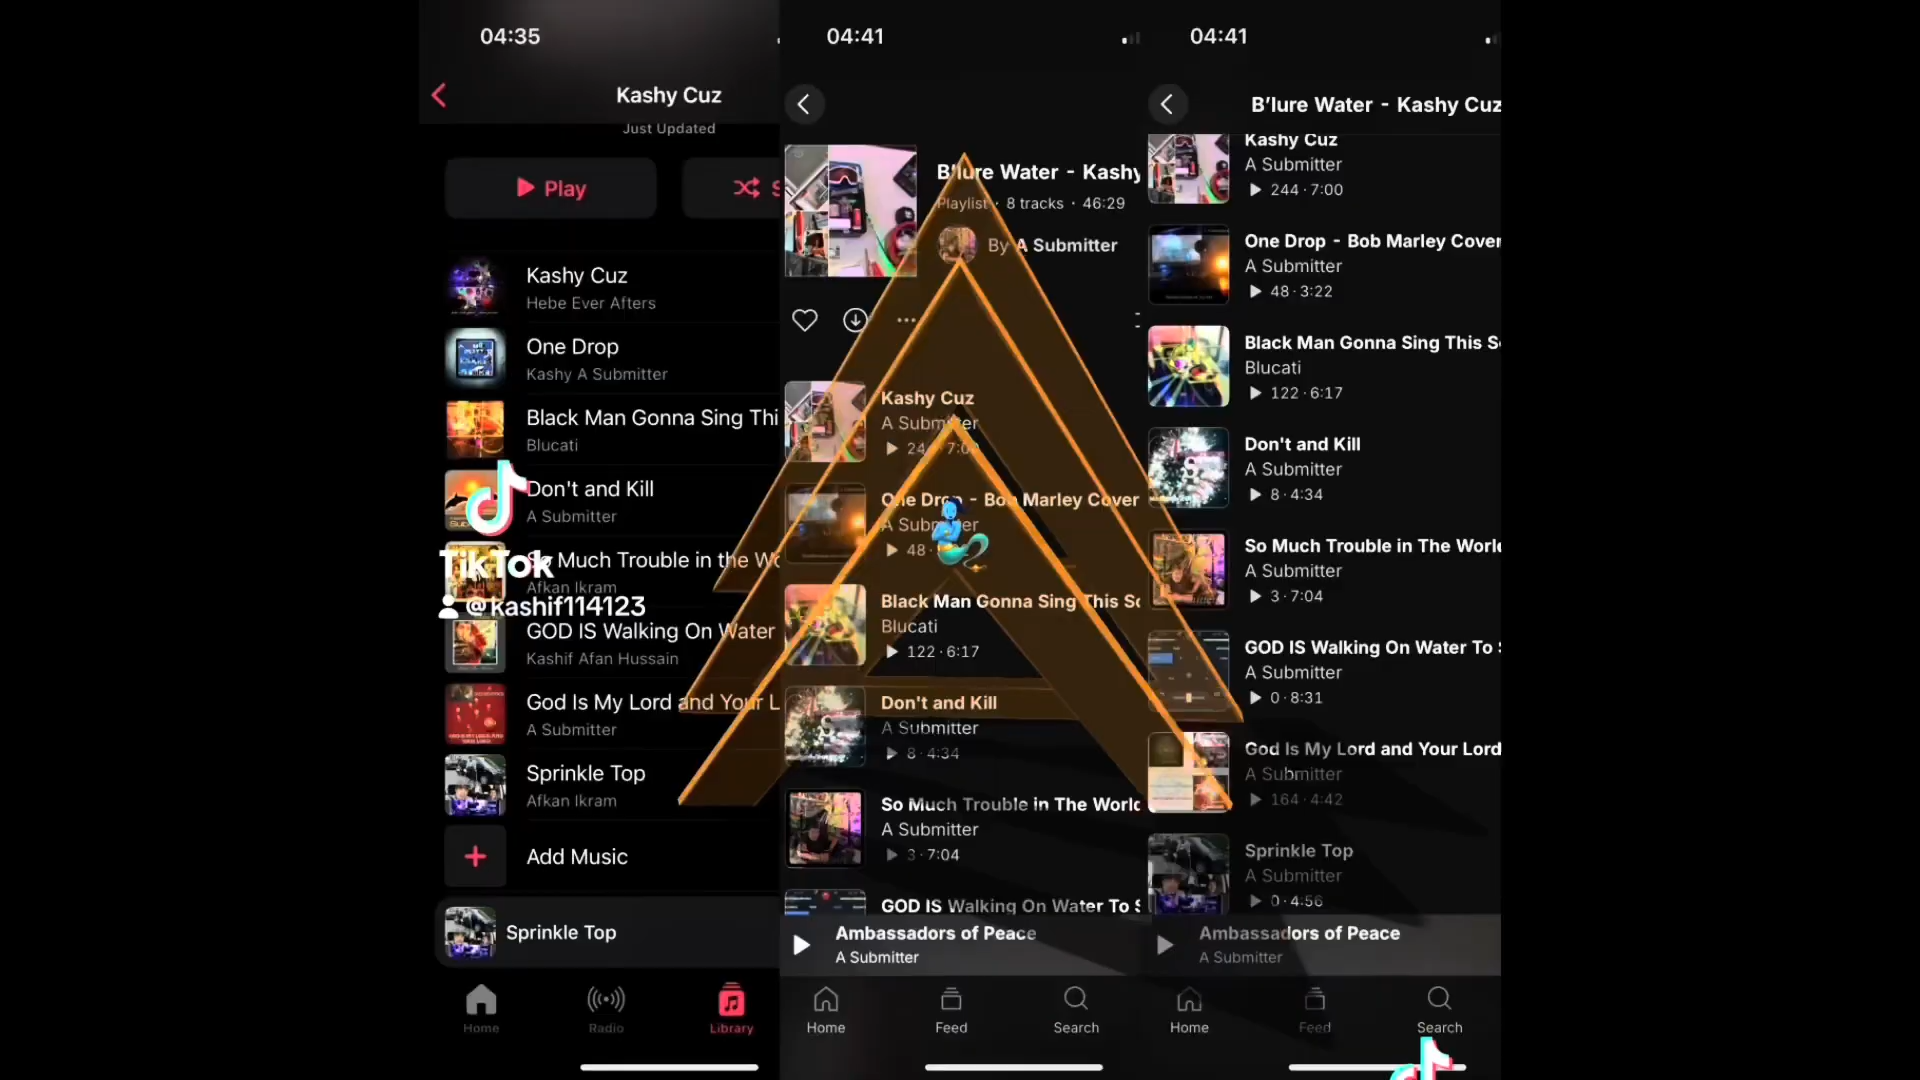 04:35
Kashy Cuz
Just Updated
Play
S
Kashy Cuz
Hebe Ever Afters
One Drop
Kashy A Submitter
Black Man Gonna Sing Thi
Blucati
Don't and Kill
A Submitter
So Much Trouble in the Wo
Afkan Ikram
TikTok
@kashif114123
GOD IS Walking On Water
Kashif Afan Hussain
God Is My Lord and Your L
A Submitter
Sprinkle Top
Afkan Ikram
Add Music
Sprinkle Top
Home
Radio
Library
04:41
B'lure Water - Kashy
Playlist · 8 tracks · 46:29
By A Submitter
Kashy Cuz
A Submitter
244 · 7:00
One Drop - Bob Marley Cover
A Submitter
48 ·
Black Man Gonna Sing This So
Blucati
122 · 6:17
Don't and Kill
A Submitter
8 · 4:34
So Much Trouble in The World
A Submitter
3 · 7:04
GOD IS Walking On Water To S
Ambassadors of Peace
A Submitter
Home
Feed
Search
04:41
B'lure Water - Kashy Cuz
Kashy Cuz
A Submitter
244 · 7:00
One Drop - Bob Marley Cover
A Submitter
48 · 3:22
Black Man Gonna Sing This S
Blucati
122 · 6:17
Don't and Kill
A Submitter
8 · 4:34
So Much Trouble in The World
A Submitter
3 · 7:04
GOD IS Walking On Water To S
A Submitter
0 · 8:31
God Is My Lord and Your Lord
A Submitter
164 · 4:42
Sprinkle Top
A Submitter
0 · 4:56
Ambassadors of Peace
A Submitter
Home
Feed
Search